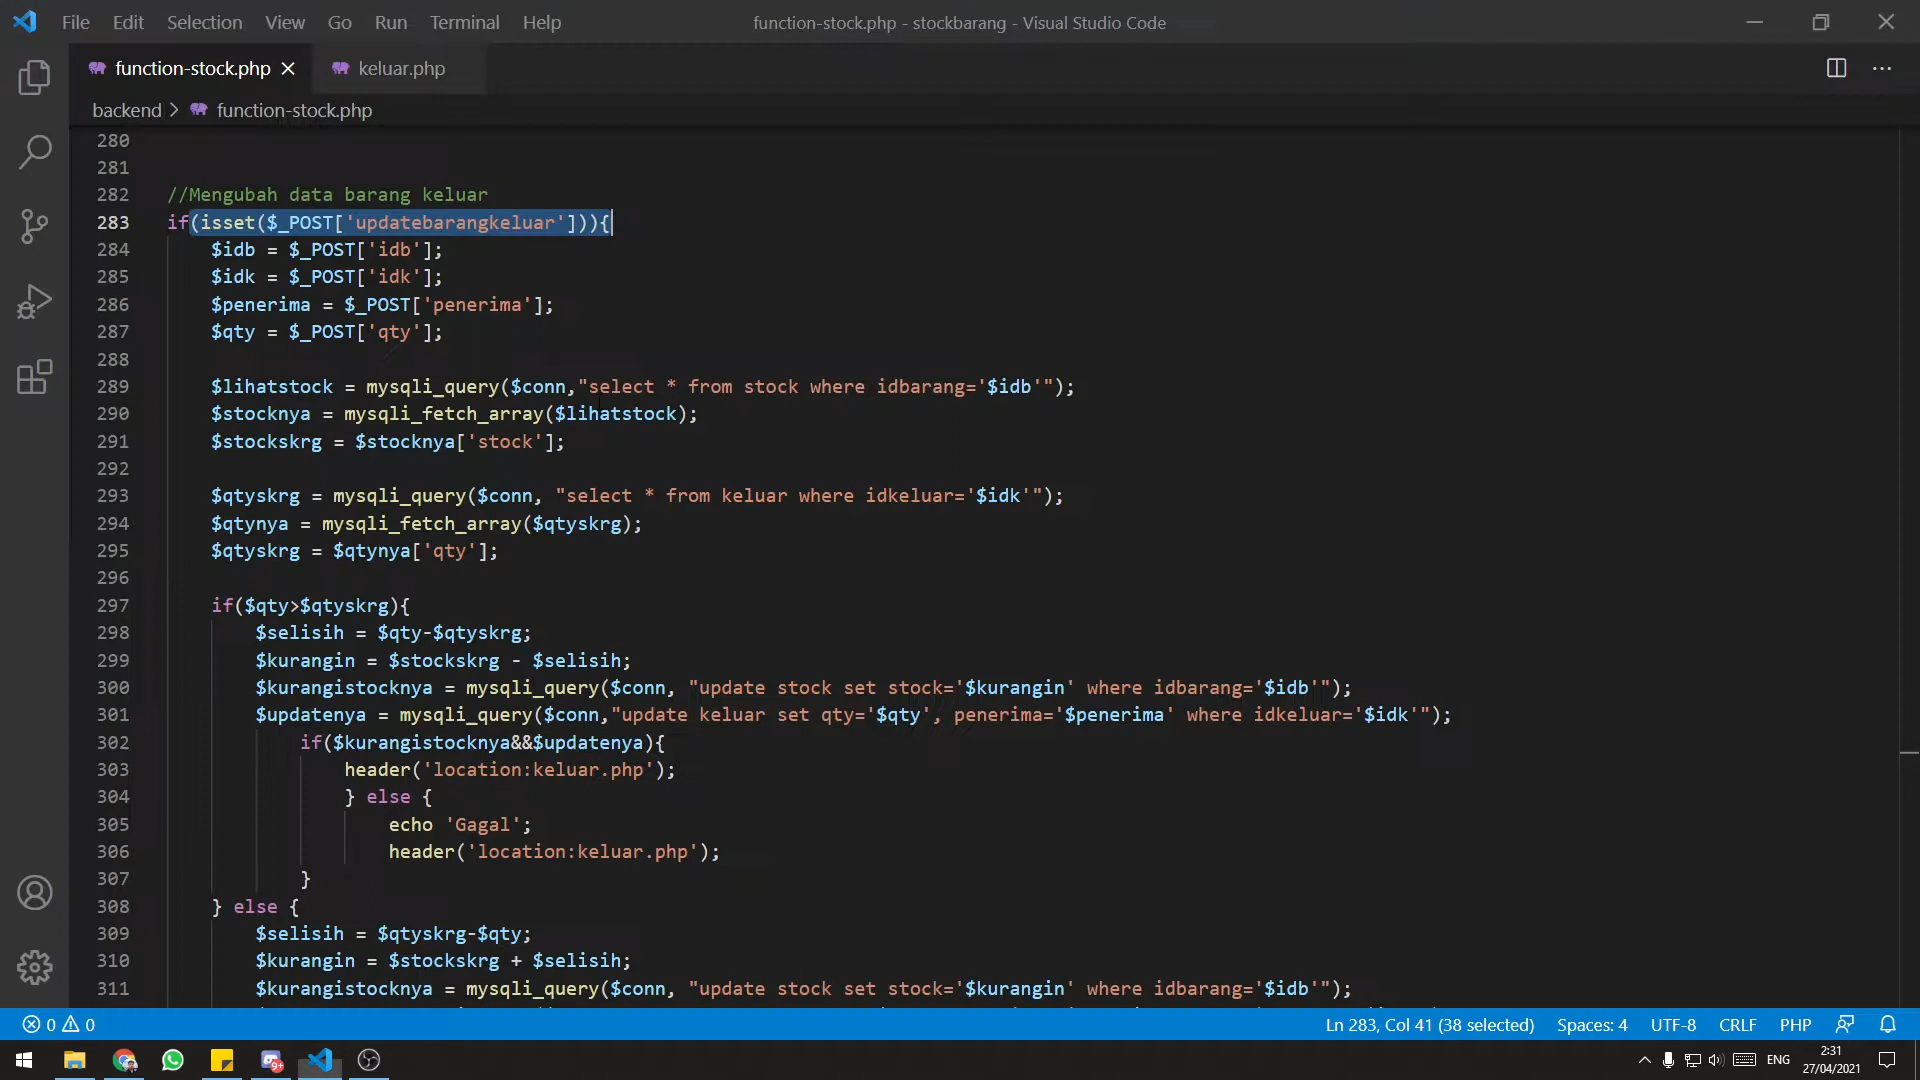 File Edit Selection View Go Run Terminal Help function-stock.php - stockbarang - Visual Studio Code
function-stock.php keluar.php
backend > function-stock.php
280
281
282 //Mengubah data barang keluar
283 if(isset($_POST['updatebarangkeluar'])){
284 $idb = $_POST['idb'];
285 $idk = $_POST['idk'];
286 $penerima = $_POST['penerima'];
287 $qty = $_POST['qty'];
288
289 $lihatstock = mysqli_query($conn,"select * from stock where idbarang='$idb'");
290 $stocknya = mysqli_fetch_array($lihatstock);
291 $stockskrg = $stocknya['stock'];
292
293 $qtyskrg = mysqli_query($conn, "select * from keluar where idkeluar='$idk'");
294 $qtynya = mysqli_fetch_array($qtyskrg);
295 $qtyskrg = $qtynya['qty'];
296
297 if($qty>$qtyskrg){
298 $selisih = $qty-$qtyskrg;
299 $kurangin = $stockskrg - $selisih;
300 $kurangistocknya = mysqli_query($conn, "update stock set stock='$kurangin' where idbarang='$idb'");
301 $updatenya = mysqli_query($conn,"update keluar set qty='$qty', penerima='$penerima' where idkeluar='$idk'");
302 if($kurangistocknya&&$updatenya){
303 header('location:keluar.php');
304 } else {
305 echo 'Gagal';
306 header('location:keluar.php');
307 }
308 } else {
309 $selisih = $qtyskrg-$qty;
310 $kurangin = $stockskrg + $selisih;
311 $kurangistocknya = mysqli_query($conn, "update stock set stock='$kurangin' where idbarang='$idb'");
0 0 Ln 283, Col 41 (38 selected) Spaces: 4 UTF-8 CRLF PHP
9+ ENG 2:31
27/04/2021